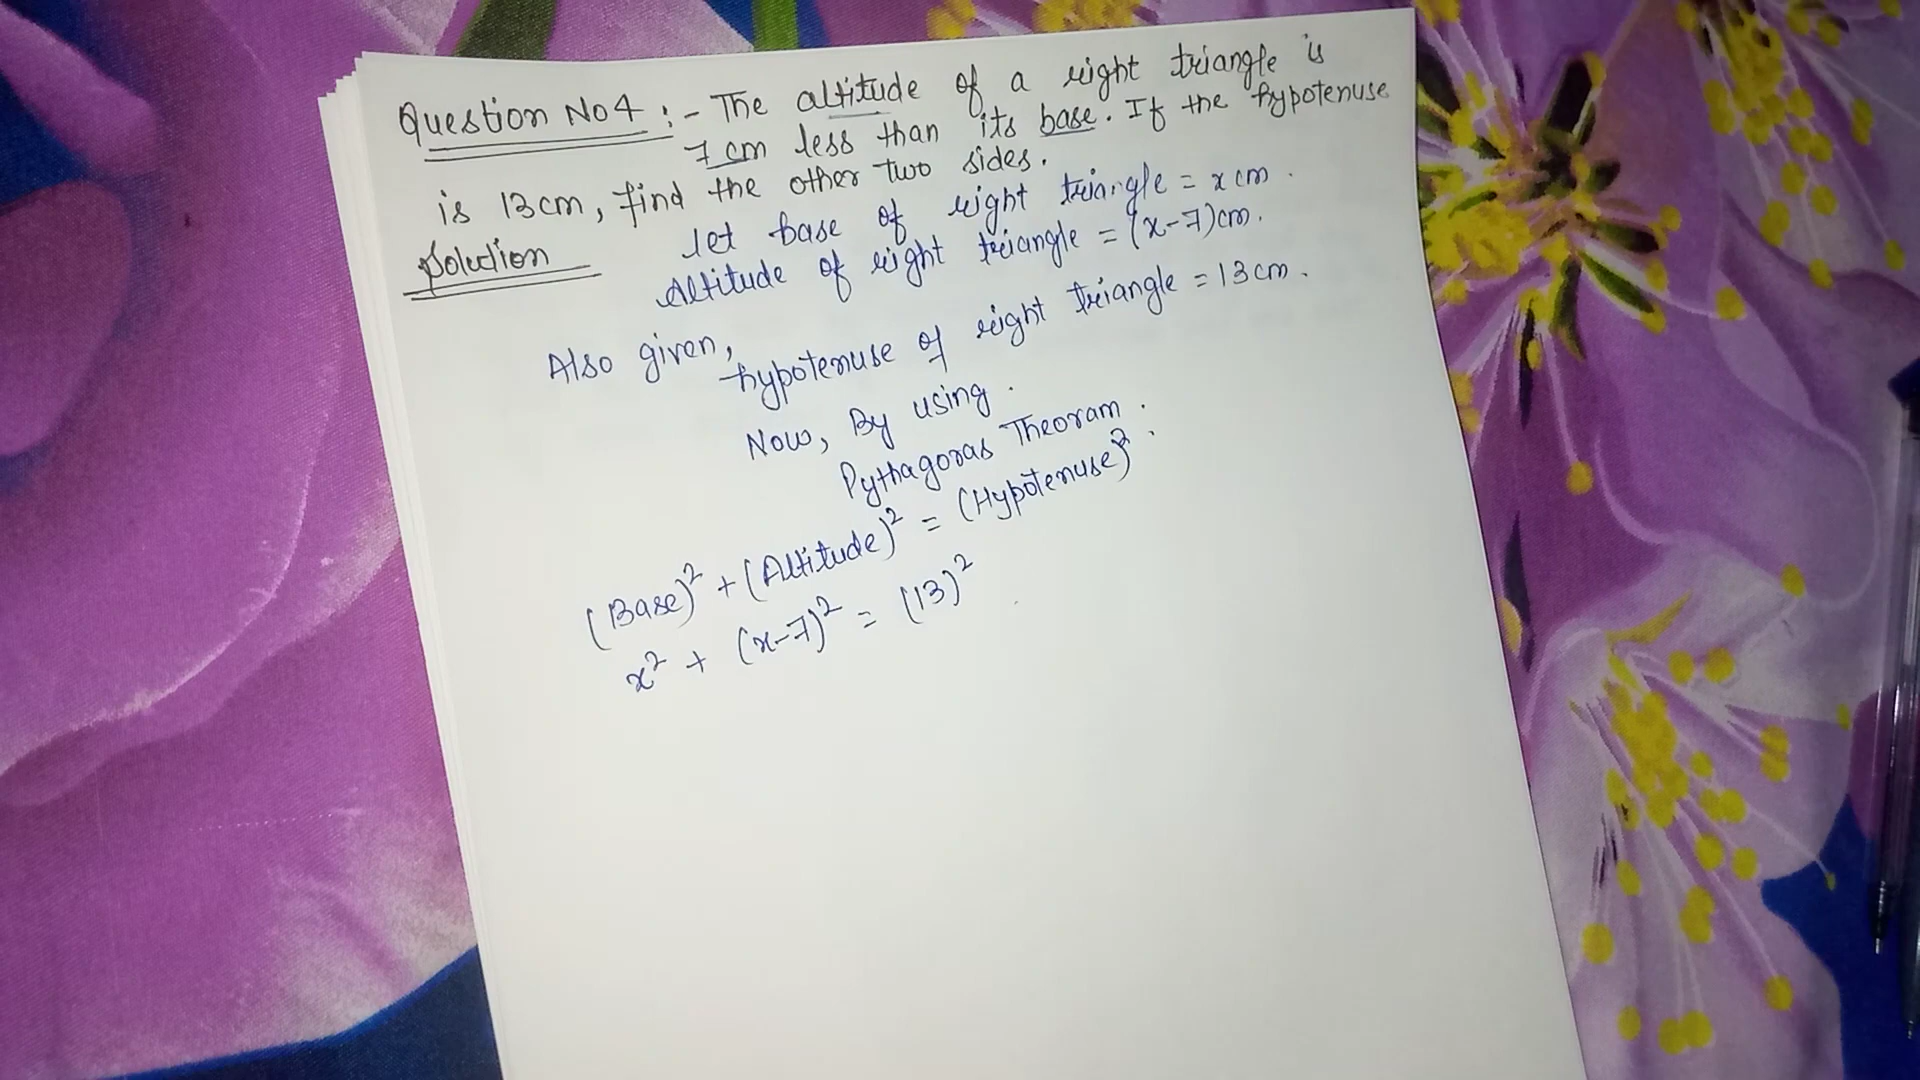 Question No 4 :- The altitude of a right triangle is
7 cm less than its base. If the hypotenuse
is 13 cm, find the other two sides.
Solution
let base of right triangle = x cm.
Altitude of right triangle = (x-7) cm.
Also given,
hypotenuse of right triangle = 13 cm.
Now, By using.
Pythagoras Theoram.
(Base)² + (Altitude)² = (Hypotenuse)².
x² + (x-7)² = (13)²